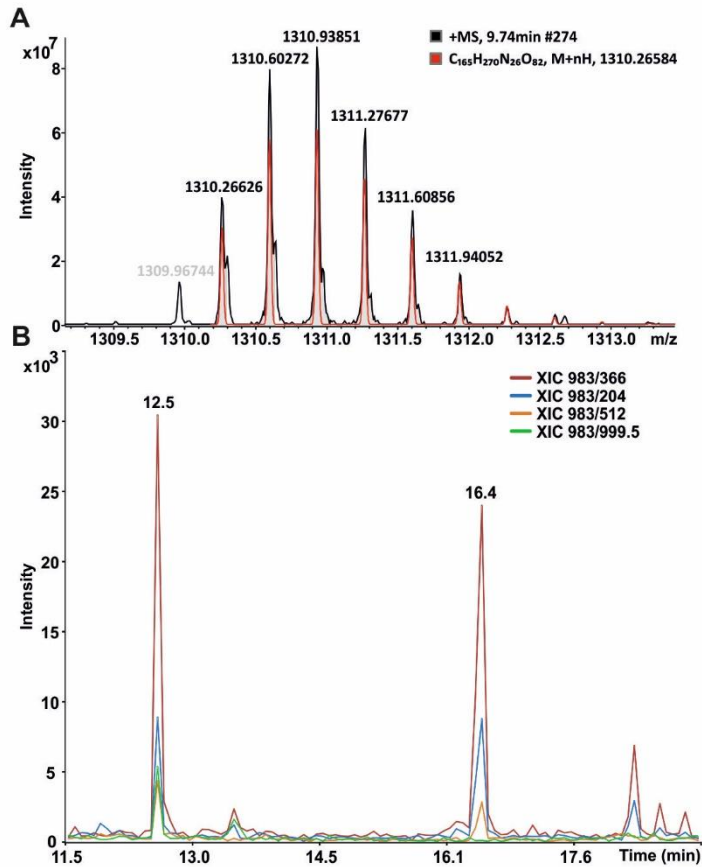 A
x10⁷
8
6
4
2
0
Intensity
1309.96744
1310.26626
1310.60272
1310.93851
1311.27677
1311.60856
1311.94052
+MS, 9.74min #274
C₁₆₅H₂₇₀N₂₆O₈₂, M+nH, 1310.26584
1309.5 1310.0 1310.5 1311.0 1311.5 1312.0 1312.5 1313.0 m/z
B
x10³
30
25
20
15
10
5
0
Intensity
12.5
16.4
XIC 983/366
XIC 983/204
XIC 983/512
XIC 983/999.5
11.5 13.0 14.5 16.1 17.6 Time (min)